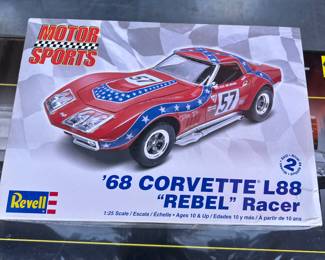 MOTOR
SPORTS
57
57
'68 CORVETTE L88
"REBEL" Racer
Revell
1:25 Scale / Escala / Échelle • Ages 10 & Up / Edades 10 y más / À partir de 10 ans
2